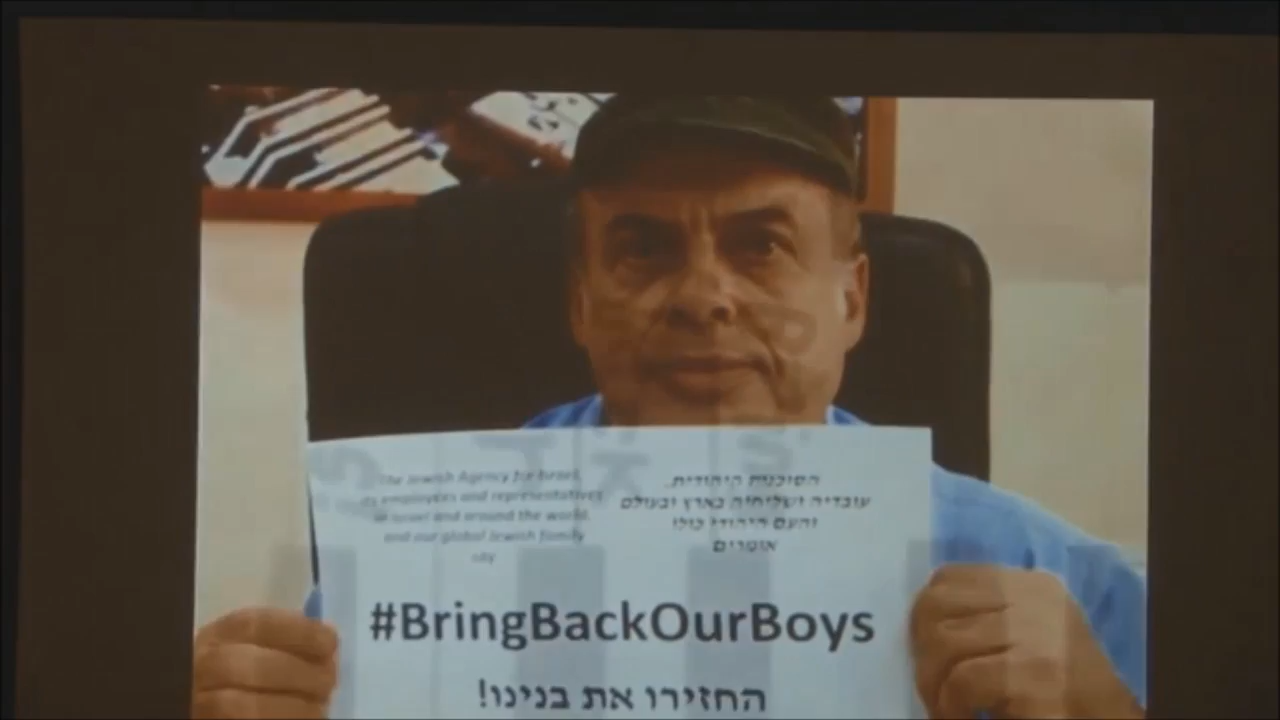 The Jewish Agency for Israel,
its employees and representatives
in Israel and around the world,
and our global Jewish family
say
הסוכנות היהודית,
עובדיה ושליחיה בארץ ובעולם
והעם היהודי כולו
אומרים
#BringBackOurBoys
החזירו את בנינו!